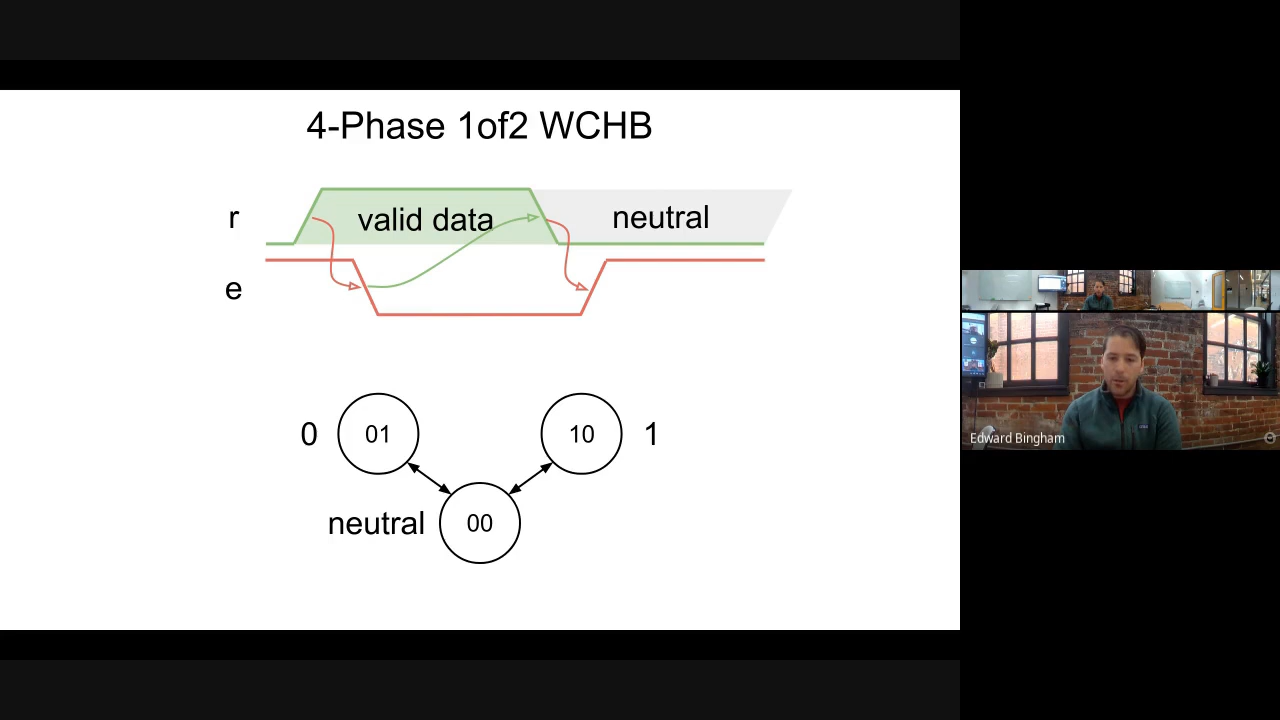 4-Phase 1of2 WCHB
r
valid data
neutral
e
0
01
10
1
neutral
00
Edward Bingham